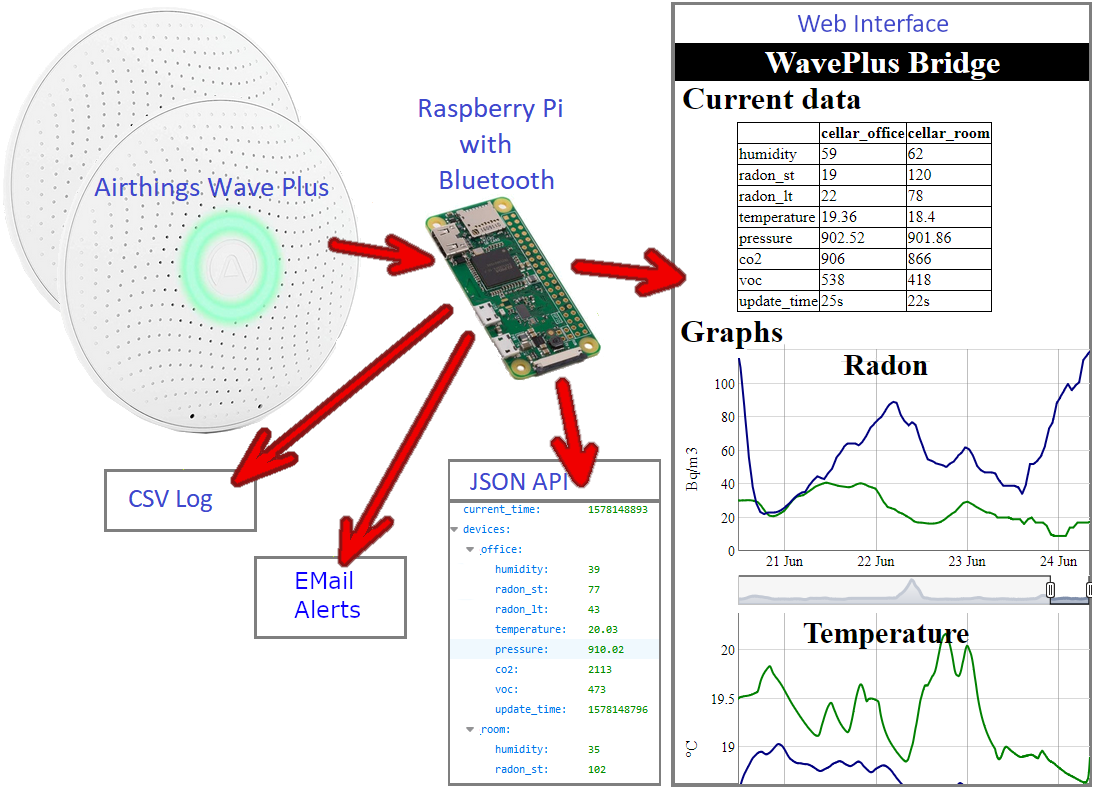 Airthings Wave Plus
Raspberry Pi
with
Bluetooth
CSV Log
EMail
Alerts
JSON API
current_time: 1578148893
devices:
office:
humidity: 39
radon_st: 77
radon_lt: 43
temperature: 20.03
pressure: 910.02
co2: 2113
voc: 473
update_time: 1578148796
room:
humidity: 35
radon_st: 102
Web Interface
WavePlus Bridge
Current data
cellar_office cellar_room
humidity 59 62
radon_st 19 120
radon_lt 22 78
temperature 19.36 18.4
pressure 902.52 901.86
co2 906 866
voc 538 418
update_time 25s 22s
Graphs
Radon
Bq/m3
100
80
60
40
20
0
21 Jun 22 Jun 23 Jun 24 Jun
Temperature
°C
20
19.5
19